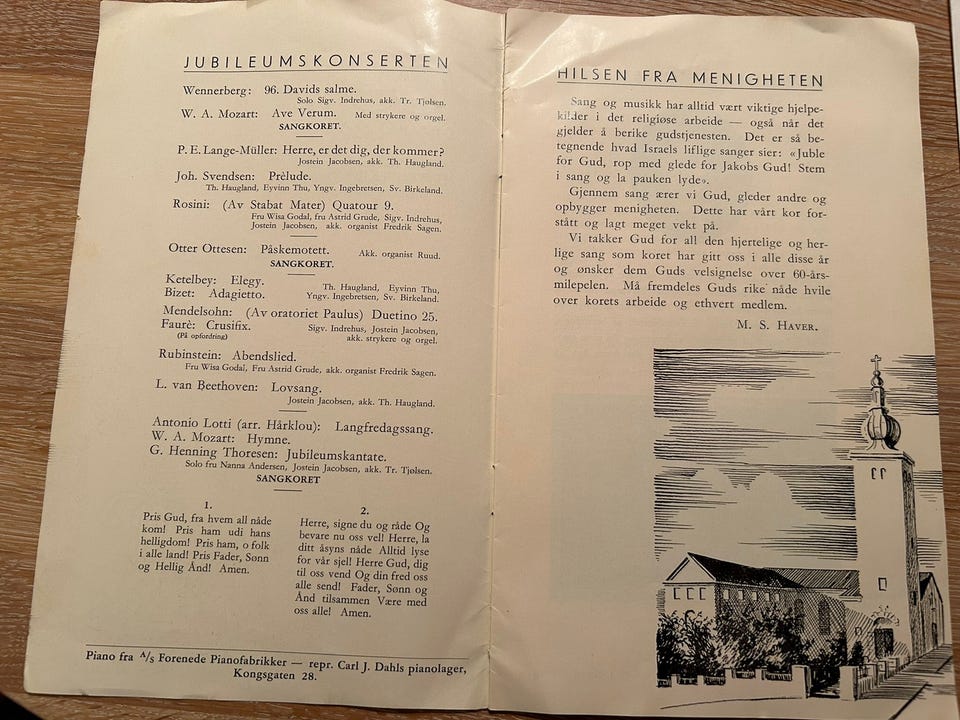 JUBILEUMSKONSERTEN
Wennerberg: 96. Davids salme.
Solo Sigv. Indrehus, akk. Tr. Tjølsen.
W. A. Mozart: Ave Verum. Med strykere og orgel.
SANGKORET.
P. E. Lange-Müller: Herre, er det dig, der kommer?
Jostein Jacobsen, akk. Th. Haugland.
Joh. Svendsen: Prèlude.
Th. Haugland, Eyvinn Thu, Yngv. Ingebretsen, Sv. Birkeland.
Rosini: (Av Stabat Mater) Quatour 9.
Fru Wisa Godal, fru Astrid Grude, Sigv. Indrehus,
Jostein Jacobsen, akk. organist Fredrik Sagen.
Otter Ottesen: Påskemotett. Akk. organist Ruud.
SANGKORET.
Ketelbey: Elegy. Th. Haugland, Eyvinn Thu,
Bizet: Adagietto. Yngv. Ingebretsen, Sv. Birkeland.
Mendelsohn: (Av oratoriet Paulus) Duetino 25.
Faurè: Crusifix. Sigv. Indrehus, Jostein Jacobsen,
(På opfordring) akk. strykere og orgel.
Rubinstein: Abendslied.
Fru Wisa Godal, Fru Astrid Grude, akk. organist Fredrik Sagen.
L. van Beethoven: Lovsang.
Jostein Jacobsen, akk. Th. Haugland.
Antonio Lotti (arr. Hårklou): Langfredagssang.
W. A. Mozart: Hymne.
G. Henning Thoresen: Jubileumskantate.
Solo fru Nanna Andersen, Jostein Jacobsen, akk. Tr. Tjølsen.
SANGKORET
1.
Pris Gud, fra hvem all nåde
kom! Pris ham udi hans
helligdom! Pris ham, o folk
i alle land! Pris Fader, Sønn
og Hellig Ånd! Amen.
2.
Herre, signe du og råde Og
bevare nu oss vel! Herre, la
ditt åsyns nåde Alltid lyse
for vår sjel! Herre Gud, dig
til oss vend Og din fred oss
alle send! Fader, Sønn og
Ånd tilsammen Være med
oss alle! Amen.
Piano fra A/s Forenede Pianofabrikker — repr. Carl J. Dahls pianolager,
Kongsgaten 28.
HILSEN FRA MENIGHETEN
Sang og musikk har alltid vært viktige hjelpe-
kilder i det religiøse arbeide — også når det
gjelder å berike gudstjenesten. Det er så be-
tegnende hvad Israels liflige sanger sier: «Juble
for Gud, rop med glede for Jakobs Gud! Stem
i sang og la pauken lyde».
Gjennem sang ærer vi Gud, gleder andre og
opbygger menigheten. Dette har vårt kor for-
stått og lagt meget vekt på.
Vi takker Gud for all den hjertelige og her-
lige sang som koret har gitt oss i alle disse år
og ønsker dem Guds velsignelse over 60-års-
milepelen. Må fremdeles Guds rike nåde hvile
over korets arbeide og ethvert medlem.
M. S. HAVER.